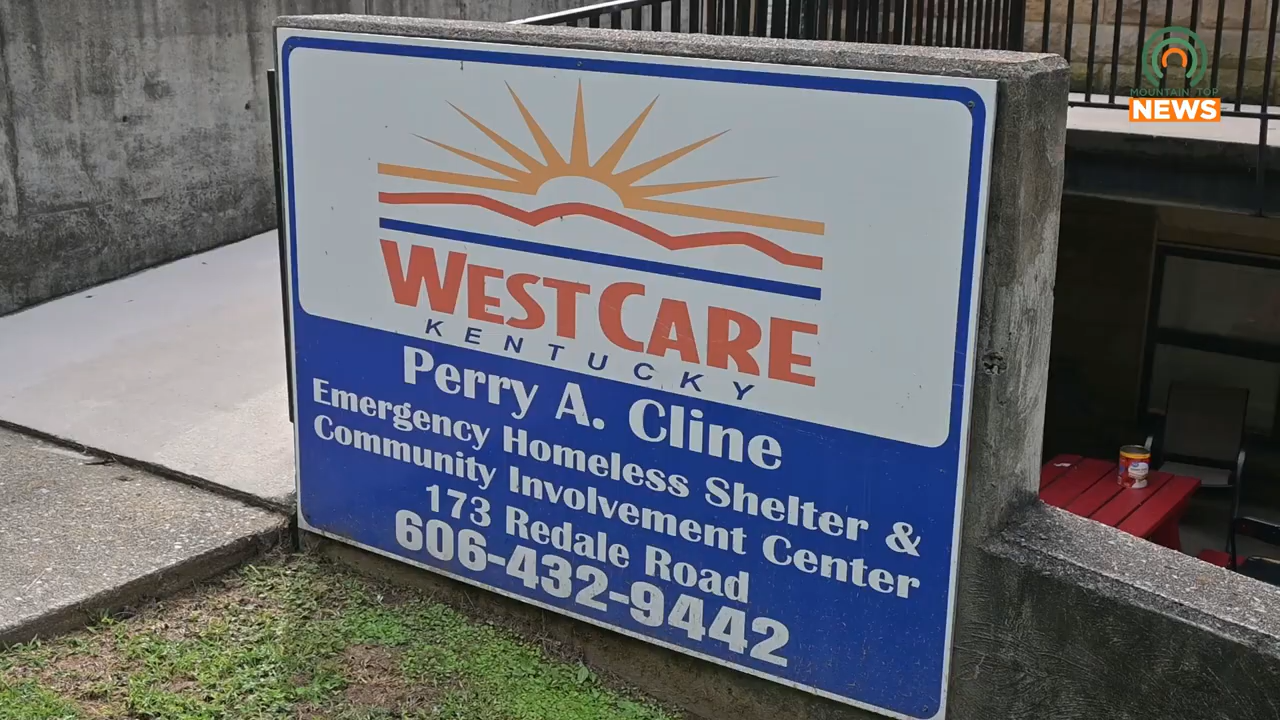 MOUNTAIN TOP
NEWS
WESTCARE
KENTUCKY
Perry A. Cline
Emergency Homeless Shelter &
Community Involvement Center
173 Redale Road
606-432-9442